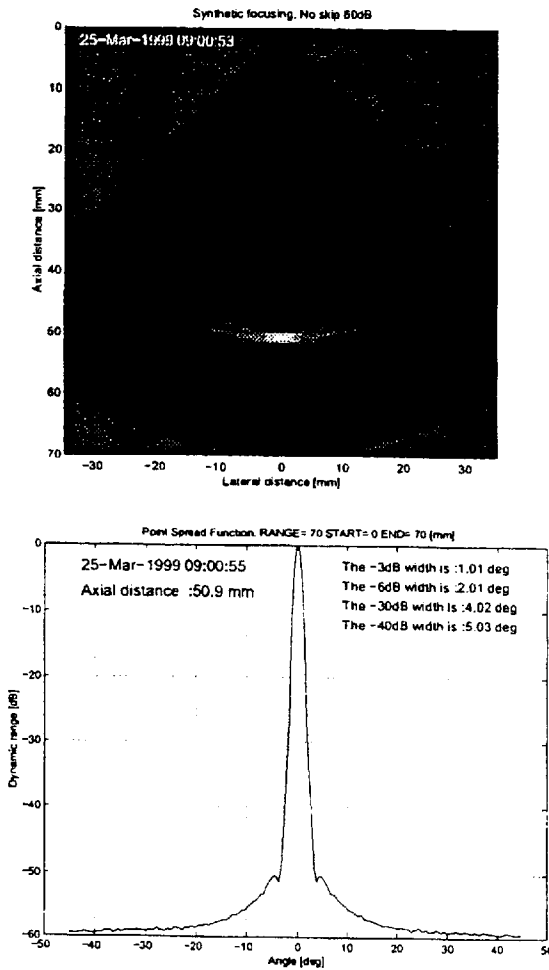 Synthetic focusing, No skip 60dB
25-Mar-1999 09:00:53
0
10
20
30
40
50
60
70
Axial distance [mm]
-30
-20
-10
0
10
20
30
Lateral distance [mm]
Point Spread Function, RANGE= 70 START= 0 END= 70 [mm]
25-Mar-1999 09:00:55
Axial distance :50.9 mm
The -3dB width is :1.01 deg
The -6dB width is :2.01 deg
The -30dB width is :4.02 deg
The -40dB width is :5.03 deg
0
-10
-20
-30
-40
-50
-60
Dynamic range [dB]
-50
-40
-30
-20
-10
0
10
20
30
40
50
Angle [deg]